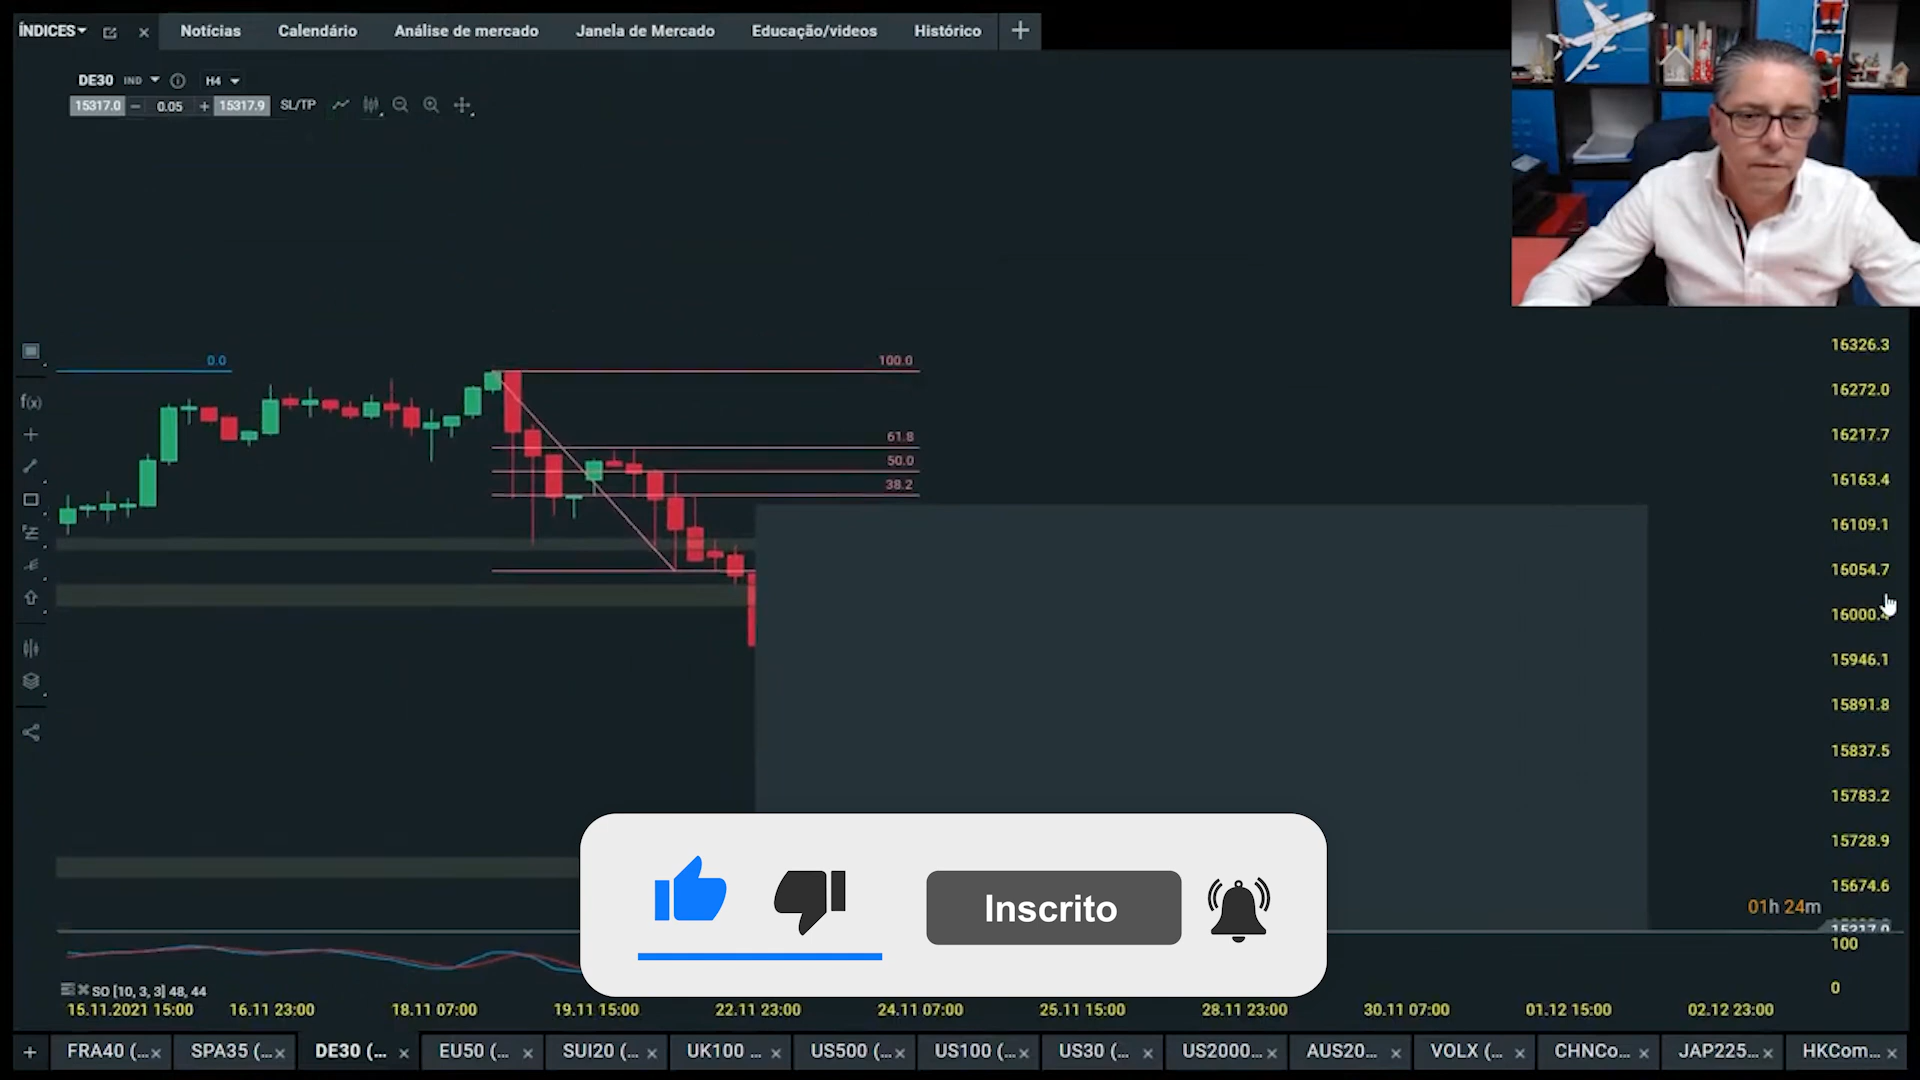 ÍNDICES
Notícias
Calendário
Análise de mercado
Janela de Mercado
Educação/videos
Histórico
DE30 IND
H4
15317.0 − 0.05 + 15317.9 SL/TP
0.0
100.0
61.8
50.0
38.2
f(x)
16326.3
16272.0
16217.7
16163.4
16109.1
16054.7
16000.4
15946.1
15891.8
15837.5
15783.2
15728.9
15674.6
01h 24m
15317.0
100
0
Inscrito
SO [10, 3, 3] 48, 44
15.11.2021 15:00
16.11 23:00
18.11 07:00
19.11 15:00
22.11 23:00
24.11 07:00
25.11 15:00
28.11 23:00
30.11 07:00
01.12 15:00
02.12 23:00
FRA40 (...
SPA35 (...
DE30 (...
EU50 (...
SUI20 (...
UK100 ...
US500 (...
US100 (...
US30 (...
US2000...
AUS20...
VOLX (...
CHNCo...
JAP225...
HKCom...